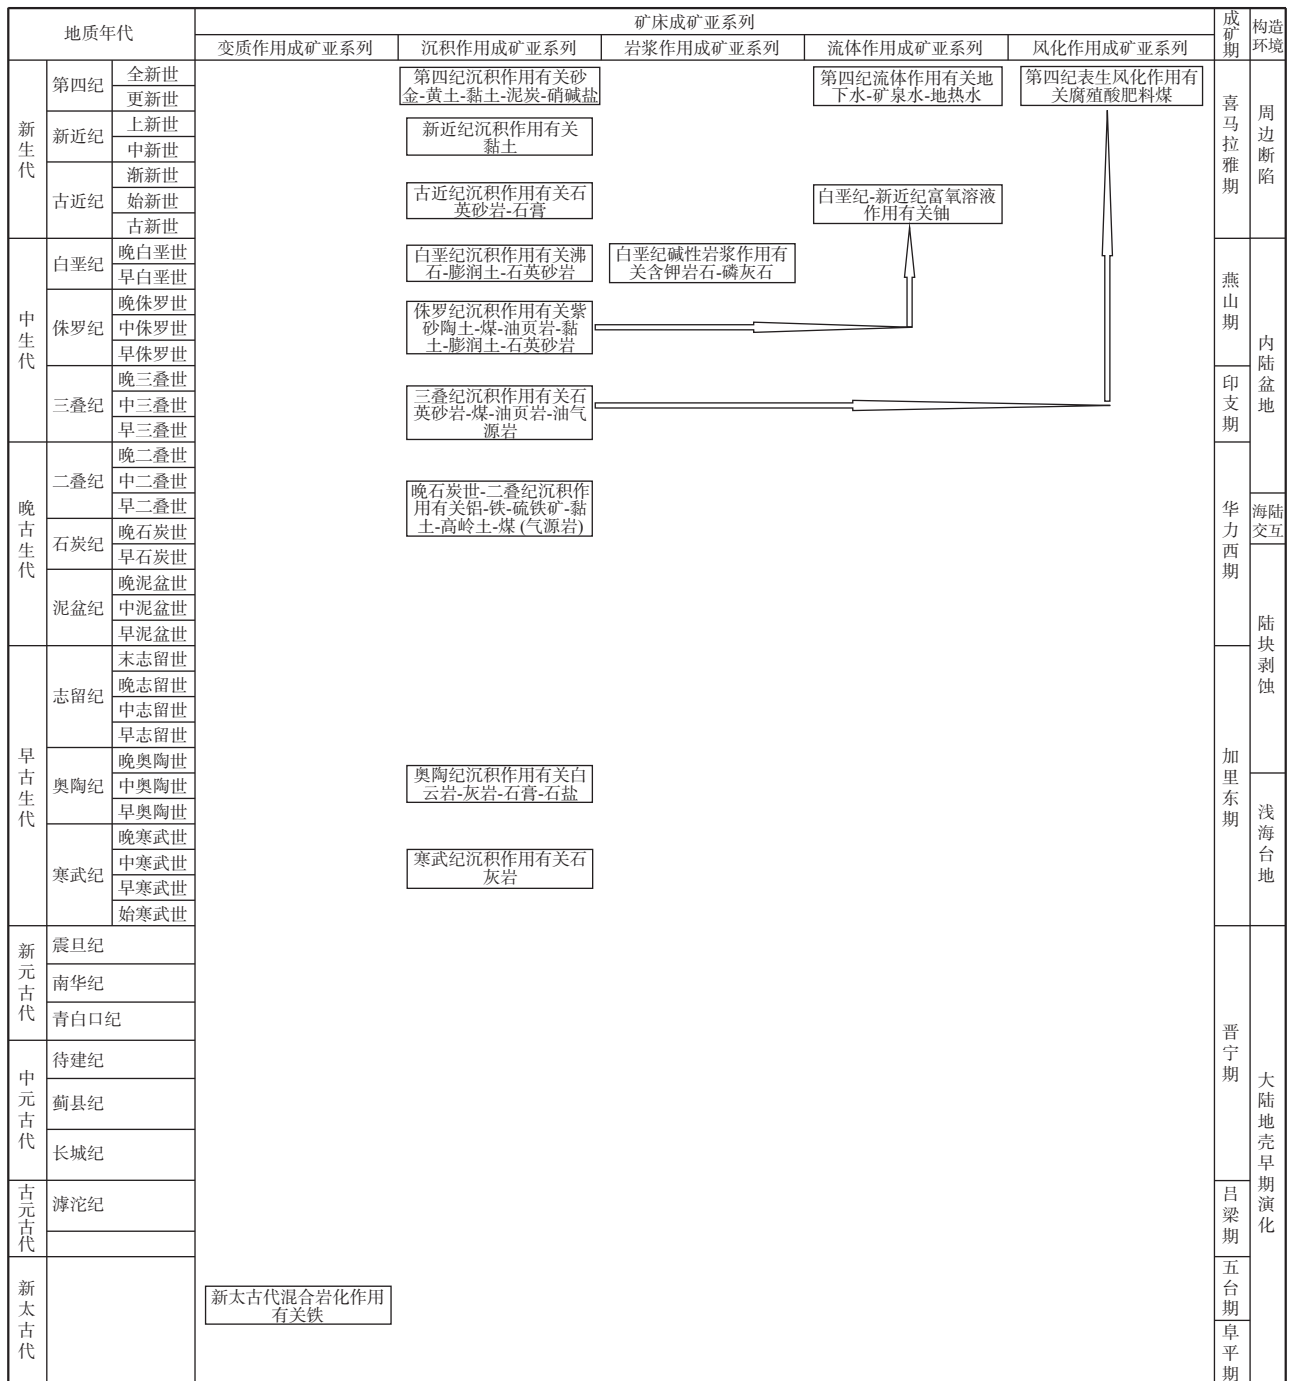 地质年代
矿床成矿亚系列
成矿期
构造
环境
变质作用成矿亚系列
沉积作用成矿亚系列
岩浆作用成矿亚系列
流体作用成矿亚系列
风化作用成矿亚系列
新生代
第四纪
全新世
更新世
第四纪沉积作用有关砂
金-黄土-黏土-泥炭-硝碱盐
第四纪流体作用有关地
下水-矿泉水-地热水
第四纪表生风化作用有
关腐殖酸肥料煤
喜马拉雅期
周边断陷
新近纪
上新世
中新世
新近纪沉积作用有关
黏土
古近纪
渐新世
始新世
古新世
古近纪沉积作用有关石
英砂岩-石膏
白垩纪-新近纪富氧溶液
作用有关铀
中生代
白垩纪
晚白垩世
早白垩世
白垩纪沉积作用有关沸
石-膨润土-石英砂岩
白垩纪碱性岩浆作用有
关含钾岩石-磷灰石
燕山期
内陆盆地
侏罗纪
晚侏罗世
中侏罗世
早侏罗世
侏罗纪沉积作用有关紫
砂陶土-煤-油页岩-黏
土-膨润土-石英砂岩
三叠纪
晚三叠世
中三叠世
早三叠世
三叠纪沉积作用有关石
英砂岩-煤-油页岩-油气
源岩
印支期
晚古生代
二叠纪
晚二叠世
中二叠世
早二叠世
晚石炭世-二叠纪沉积作
用有关铝-铁-硫铁矿-黏
土-高岭土-煤 (气源岩)
华力西期
海陆
交互
石炭纪
晚石炭世
早石炭世
泥盆纪
晚泥盆世
中泥盆世
早泥盆世
陆块剥蚀
早古生代
志留纪
末志留世
晚志留世
中志留世
早志留世
加里东期
奥陶纪
晚奥陶世
中奥陶世
早奥陶世
奥陶纪沉积作用有关白
云岩-灰岩-石膏-石盐
浅海台地
寒武纪
晚寒武世
中寒武世
早寒武世
始寒武世
寒武纪沉积作用有关石
灰岩
新元古代
震旦纪
南华纪
青白口纪
晋宁期
大陆地壳早期演化
中元古代
待建纪
蓟县纪
长城纪
古元古代
滹沱纪
吕梁期
新太古代
新太古代混合岩化作用
有关铁
五台期
阜平期